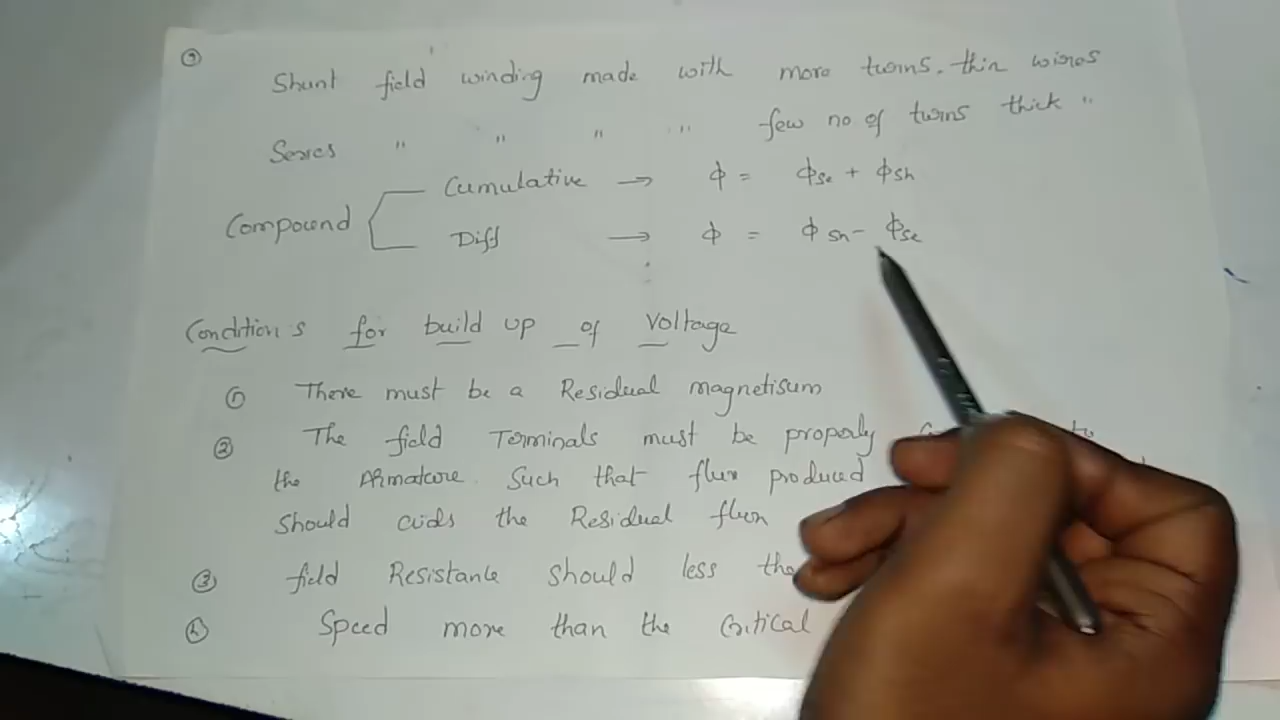 ⑨
Shunt field winding made with more turns. thin wires
Series " " " " few no of turns thick "
Compound
Cumulative → ϕ = ϕse + ϕsh
Diff → ϕ = ϕsh − ϕse
Conditions for build up of Voltage
① There must be a Residual magnetisum
② The field Terminals must be properly to
the Armature. Such that flux produced
should aids the Residual flux
③ field Resistance should less the
④ Speed more than the Critical